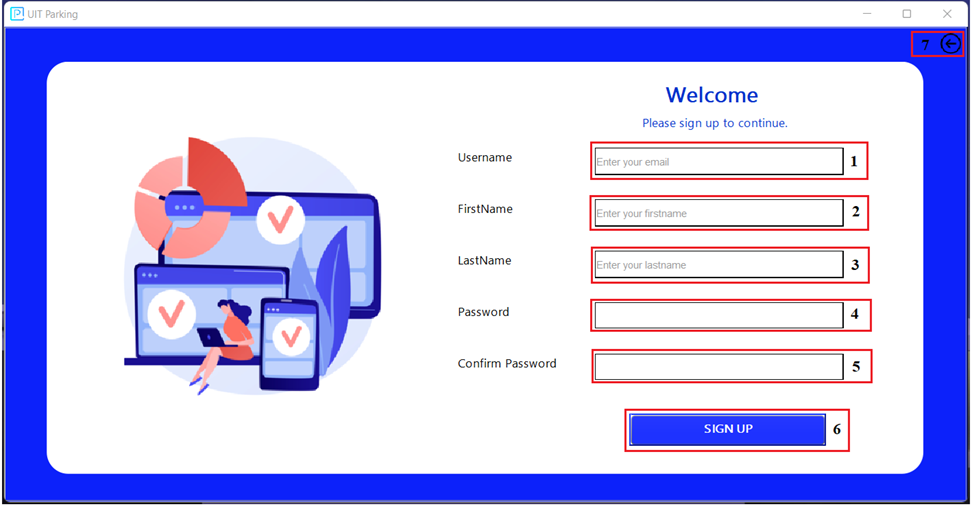 UIT Parking
7
Welcome
Please sign up to continue.
Username
Enter your email
1
FirstName
Enter your firstname
2
LastName
Enter your lastname
3
Password
4
Confirm Password
5
SIGN UP
6